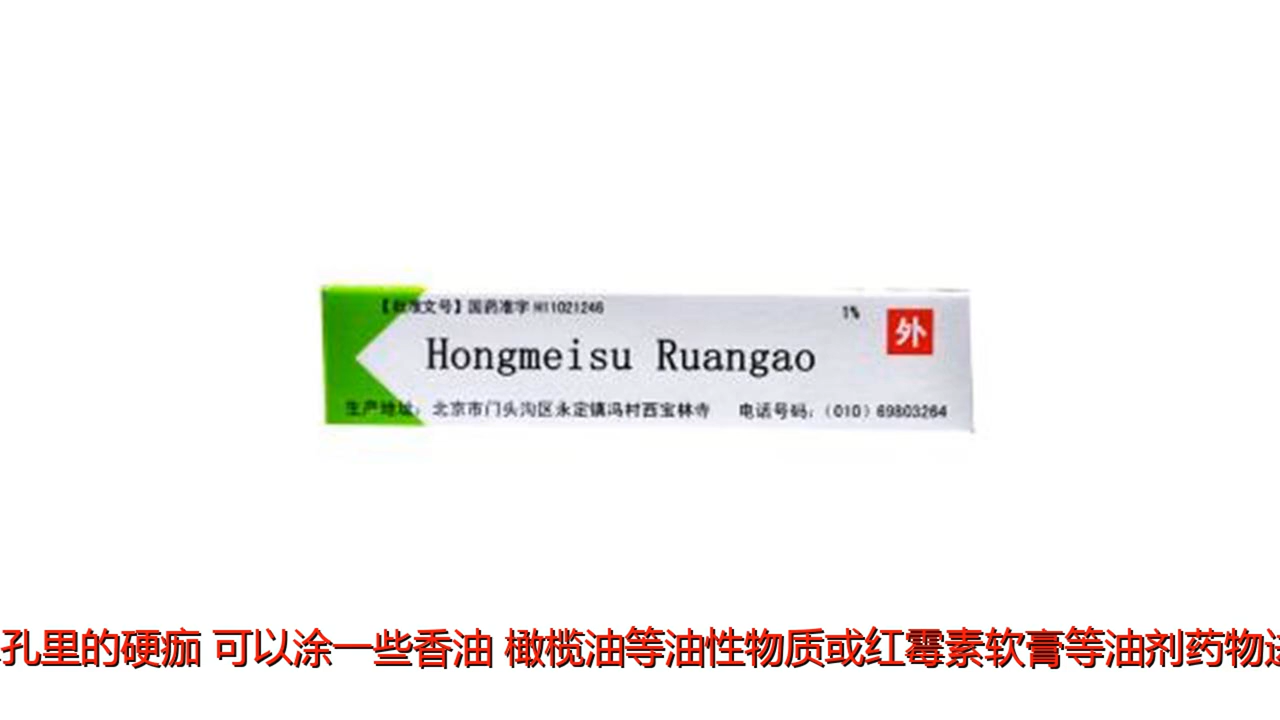 【批准文号】国药准字H11021246
1%
外
Hongmeisu Ruangao
生产地址：北京市门头沟区永定镇冯村西宝林寺 电话号码：（010）69803264
孔里的硬痂 可以涂一些香油 橄榄油等油性物质或红霉素软膏等油剂药物